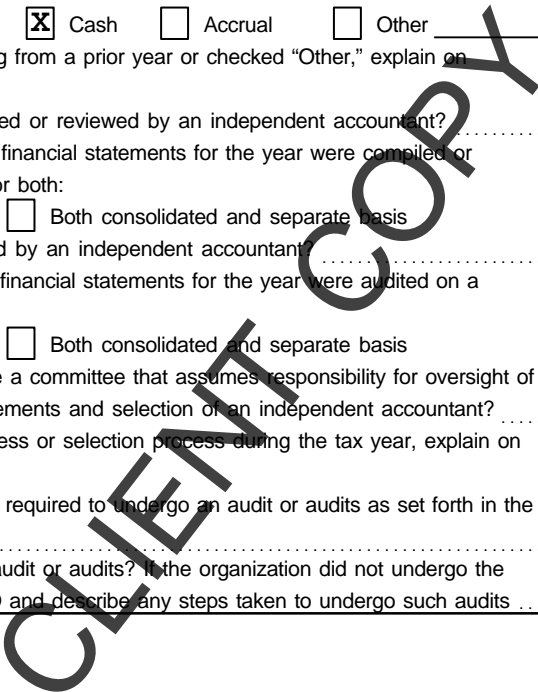 X Cash Accrual Other
g from a prior year or checked “Other,” explain on
ed or reviewed by an independent accountant?
financial statements for the year were compiled or
or both:
Both consolidated and separate basis
d by an independent accountant?
financial statements for the year were audited on a
Both consolidated and separate basis
e a committee that assumes responsibility for oversight of
ements and selection of an independent accountant?
ess or selection process during the tax year, explain on
required to undergo an audit or audits as set forth in the
audit or audits? If the organization did not undergo the
and describe any steps taken to undergo such audits
CLIENT COPY